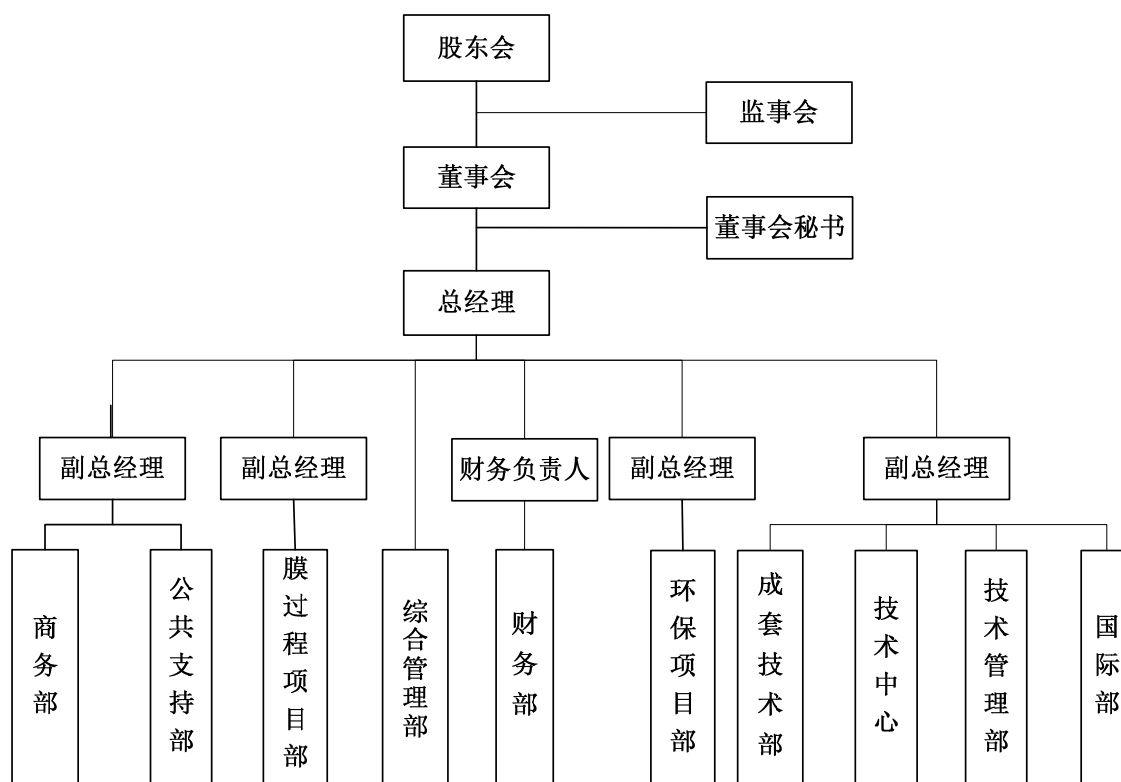 股东会
监事会
董事会
董事会秘书
总经理
副总经理
副总经理
财务负责人
副总经理
副总经理
商务部
公共支持部
膜过程项目部
综合管理部
财务部
环保项目部
成套技术部
技术中心
技术管理部
国际部